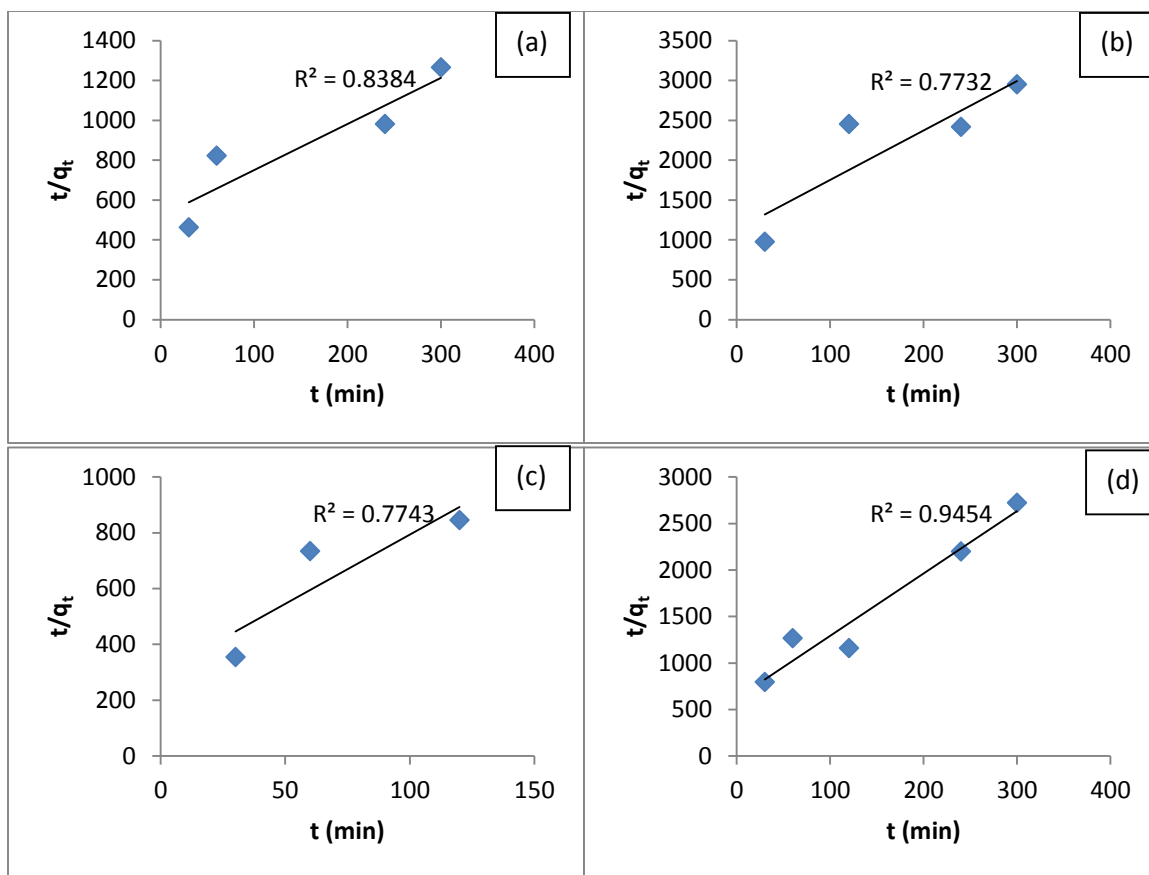 (a)
R² = 0.8384
t/qt
1400
1200
1000
800
600
400
200
0
0 100 200 300 400
t (min)
(b)
R² = 0.7732
t/qt
3500
3000
2500
2000
1500
1000
500
0
0 100 200 300 400
t (min)
(c)
R² = 0.7743
t/qt
1000
800
600
400
200
0
0 50 100 150
t (min)
(d)
R² = 0.9454
t/qt
3000
2500
2000
1500
1000
500
0
0 100 200 300 400
t (min)